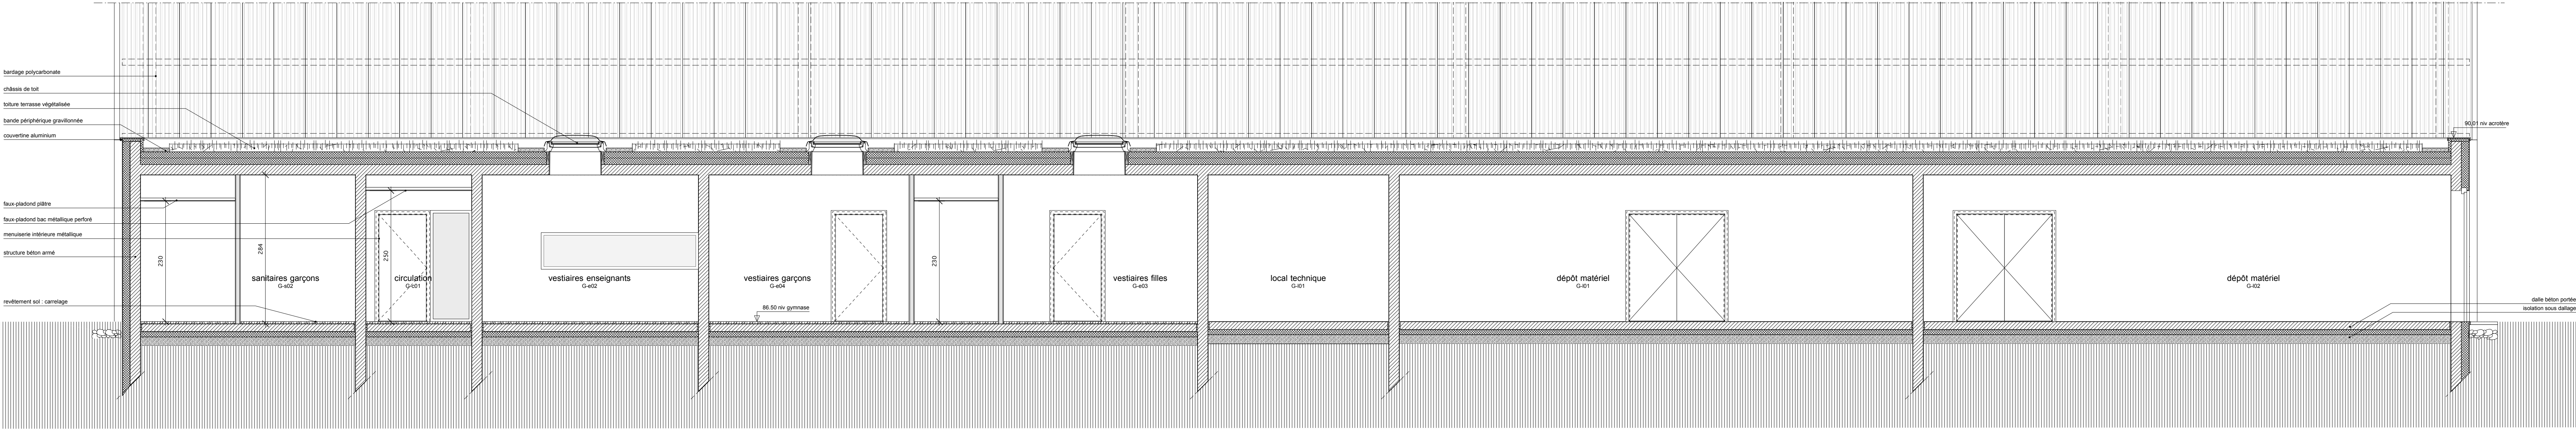 bardage polycarbonate
châssis de toit
toiture terrasse végétalisée
bande périphérique gravillonnée
couvertine aluminium
90.01 niv acrotère
faux-pladond plâtre
faux-pladond bac métallique perforé
menuiserie intérieure métallique
structure béton armé
revêtement sol : carrelage
230
284
250
230
sanitaires garçons
G-s02
circulation
G-c01
vestiaires enseignants
G-e02
vestiaires garçons
G-e04
vestiaires filles
G-e03
local technique
G-l01
dépôt matériel
G-l01
dépôt matériel
G-l02
86.50 niv gymnase
dalle béton portée
isolation sous dallage